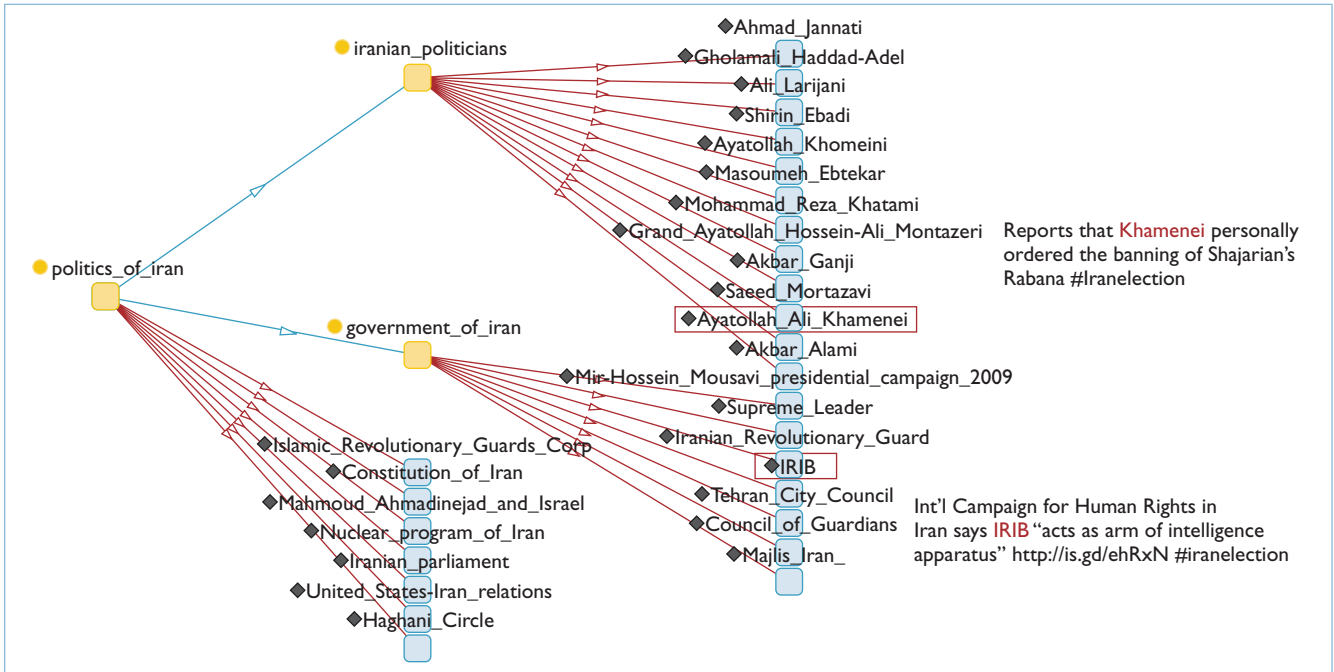 politics_of_iran
iranian_politicians
government_of_iran
Ahmad_Jannati
Gholamali_Haddad-Adel
Ali_Larijani
Shirin_Ebadi
Ayatollah_Khomeini
Masoumeh_Ebtekar
Mohammad_Reza_Khatami
Grand_Ayatollah_Hossein-Ali_Montazeri
Akbar_Ganji
Saeed_Mortazavi
Ayatollah_Ali_Khamenei
Akbar_Alami
Mir-Hossein_Mousavi_presidential_campaign_2009
Supreme_Leader
Iranian_Revolutionary_Guard
IRIB
Tehran_City_Council
Council_of_Guardians
Majlis_Iran_
Islamic_Revolutionary_Guards_Corp
Constitution_of_Iran
Mahmoud_Ahmadinejad_and_Israel
Nuclear_program_of_Iran
Iranian_parliament
United_States-Iran_relations
Haghani_Circle
Reports that Khamenei personally
ordered the banning of Shajarian's
Rabana #Iranelection
Int'l Campaign for Human Rights in
Iran says IRIB "acts as arm of intelligence
apparatus" http://is.gd/ehRxN #iranelection